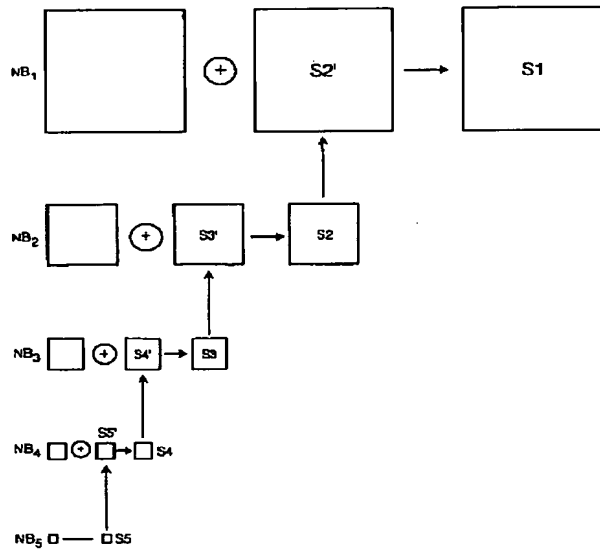 NB1 + S2' S1
NB2 + S3' S2
NB3 + S4' S3
S5'
NB4 + S4
NB5 S5